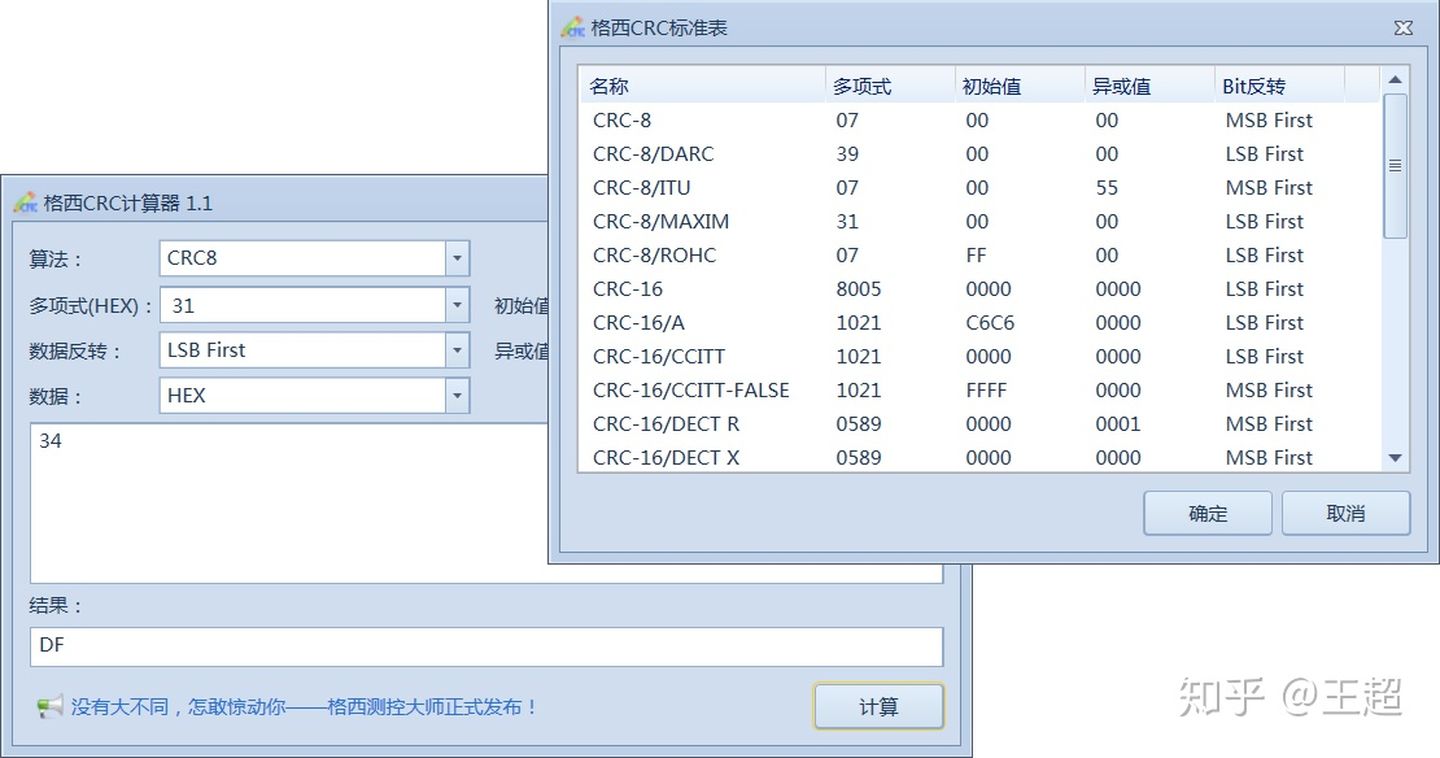 格西CRC标准表
名称 多项式 初始值 异或值 Bit反转
CRC-8 07 00 00 MSB First
CRC-8/DARC 39 00 00 LSB First
CRC-8/ITU 07 00 55 MSB First
CRC-8/MAXIM 31 00 00 LSB First
CRC-8/ROHC 07 FF 00 LSB First
CRC-16 8005 0000 0000 LSB First
CRC-16/A 1021 C6C6 0000 LSB First
CRC-16/CCITT 1021 0000 0000 LSB First
CRC-16/CCITT-FALSE 1021 FFFF 0000 MSB First
CRC-16/DECT R 0589 0000 0001 MSB First
CRC-16/DECT X 0589 0000 0000 MSB First
确定 取消
格西CRC计算器 1.1
算法： CRC8
多项式(HEX)： 31 初始值
数据反转： LSB First 异或值
数据： HEX
34
结果：
DF
没有大不同，怎敢惊动你——格西测控大师正式发布！
计算
知乎 @王超